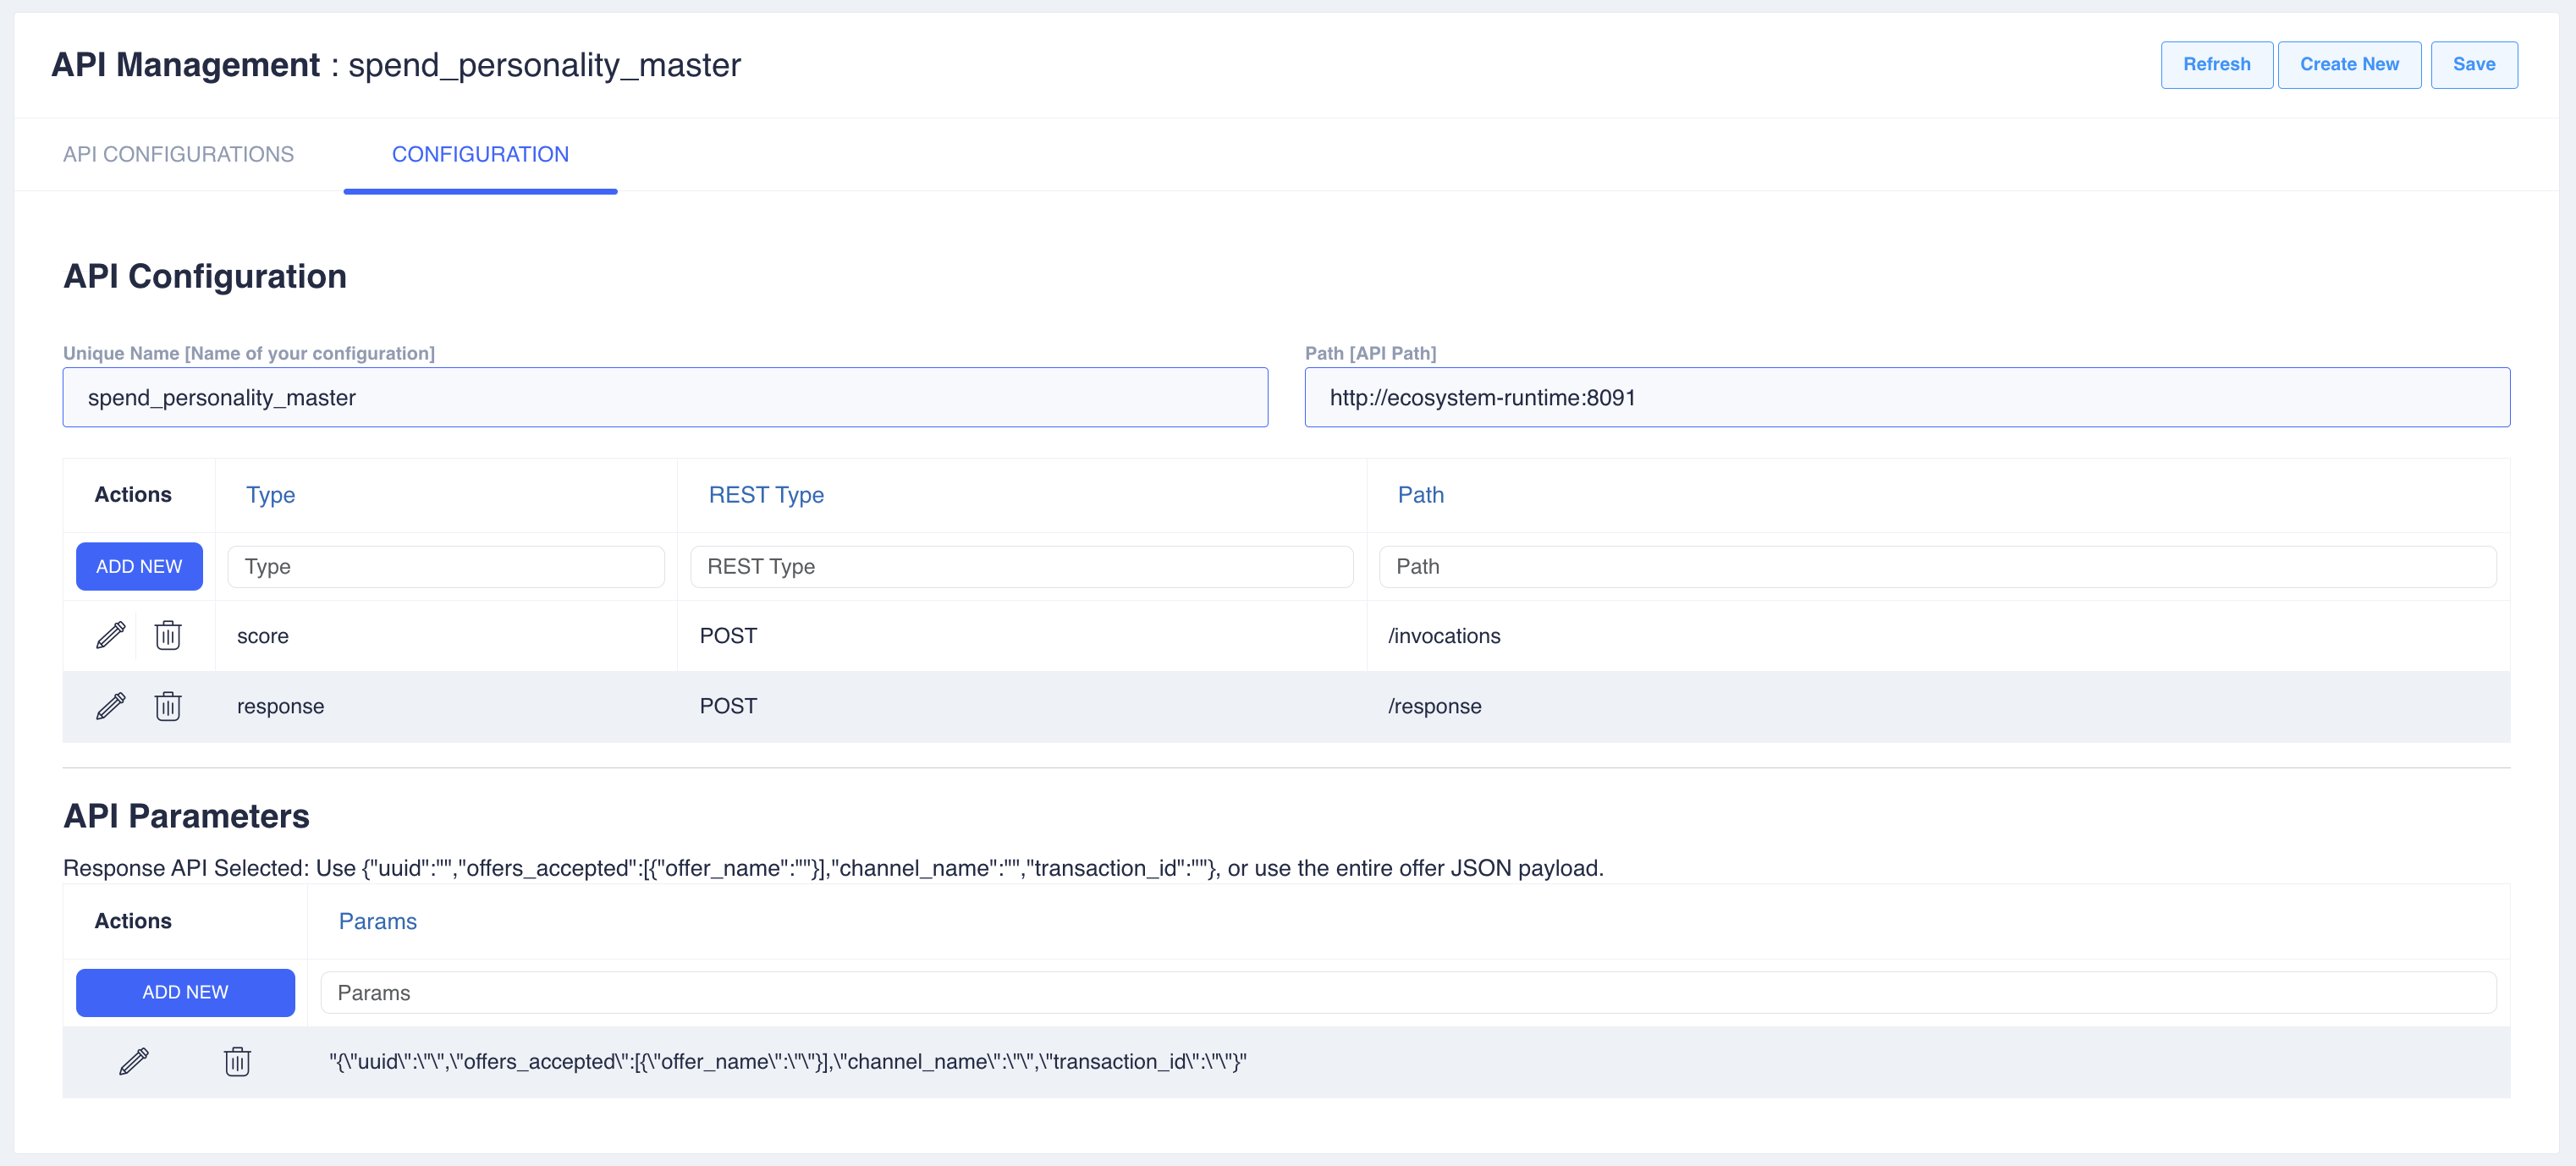 API Management : spend_personality_master
Refresh
Create New
Save
API CONFIGURATIONS
CONFIGURATION
API Configuration
Unique Name [Name of your configuration]
Path [API Path]
spend_personality_master
http://ecosystem-runtime:8091
Actions
Type
REST Type
Path
ADD NEW
Type
REST Type
Path
score
POST
/invocations
response
POST
/response
API Parameters
Response API Selected: Use {"uuid":"","offers_accepted":[{"offer_name":""}],"channel_name":"","transaction_id":""}, or use the entire offer JSON payload.
Actions
Params
ADD NEW
Params
"{\"uuid\":\"\",\"offers_accepted\":[{\"offer_name\":\"\"}],\"channel_name\":\"\",\"transaction_id\":\"\"}"